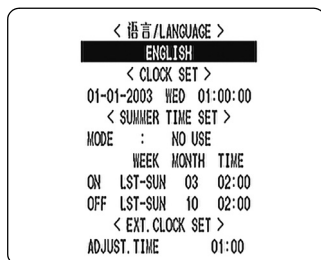 < 语言/LANGUAGE >
ENGLISH
< CLOCK SET >
01-01-2003 WED 01:00:00
< SUMMER TIME SET >
MODE : NO USE
WEEK MONTH TIME
ON LST-SUN 03 02:00
OFF LST-SUN 10 02:00
< EXT. CLOCK SET >
ADJUST. TIME 01:00